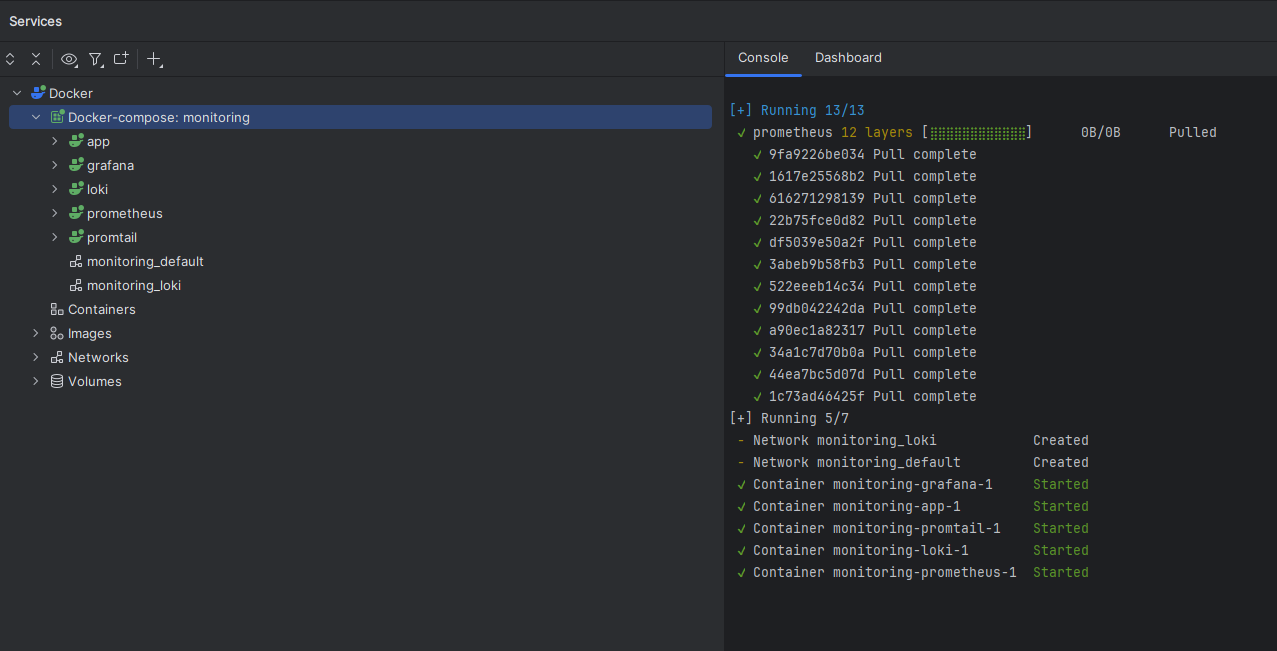 Services
Docker
Docker-compose: monitoring
app
grafana
loki
prometheus
promtail
monitoring_default
monitoring_loki
Containers
Images
Networks
Volumes
Console Dashboard
[+] Running 13/13
✓ prometheus 12 layers [⣿⣿⣿⣿⣿⣿⣿⣿⣿⣿⣿⣿] 0B/0B Pulled
✓ 9fa9226be034 Pull complete
✓ 1617e25568b2 Pull complete
✓ 616271298139 Pull complete
✓ 22b75fce0d82 Pull complete
✓ df5039e50a2f Pull complete
✓ 3abeb9b58fb3 Pull complete
✓ 522eeeb14c34 Pull complete
✓ 99db042242da Pull complete
✓ a90ec1a82317 Pull complete
✓ 34a1c7d70b0a Pull complete
✓ 44ea7bc5d07d Pull complete
✓ 1c73ad46425f Pull complete
[+] Running 5/7
- Network monitoring_loki Created
- Network monitoring_default Created
✓ Container monitoring-grafana-1 Started
✓ Container monitoring-app-1 Started
✓ Container monitoring-promtail-1 Started
✓ Container monitoring-loki-1 Started
✓ Container monitoring-prometheus-1 Started